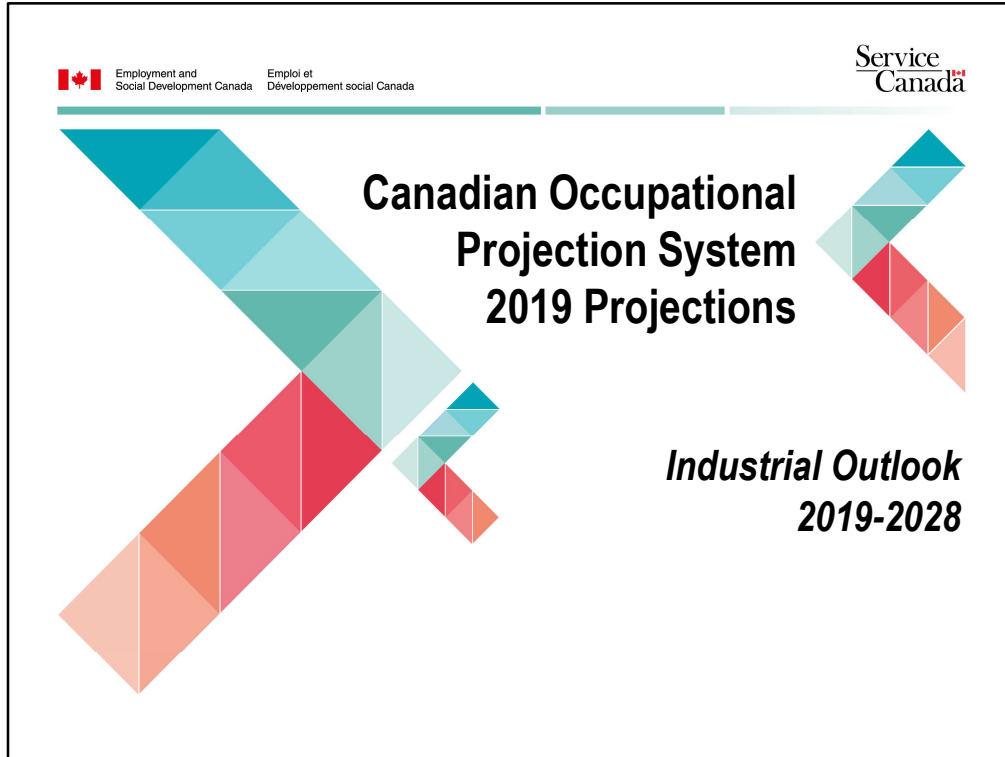 Employment and
Social Development Canada
Emploi et
Développement social Canada
Service
Canada
Canadian Occupational
Projection System
2019 Projections
Industrial Outlook
2019-2028